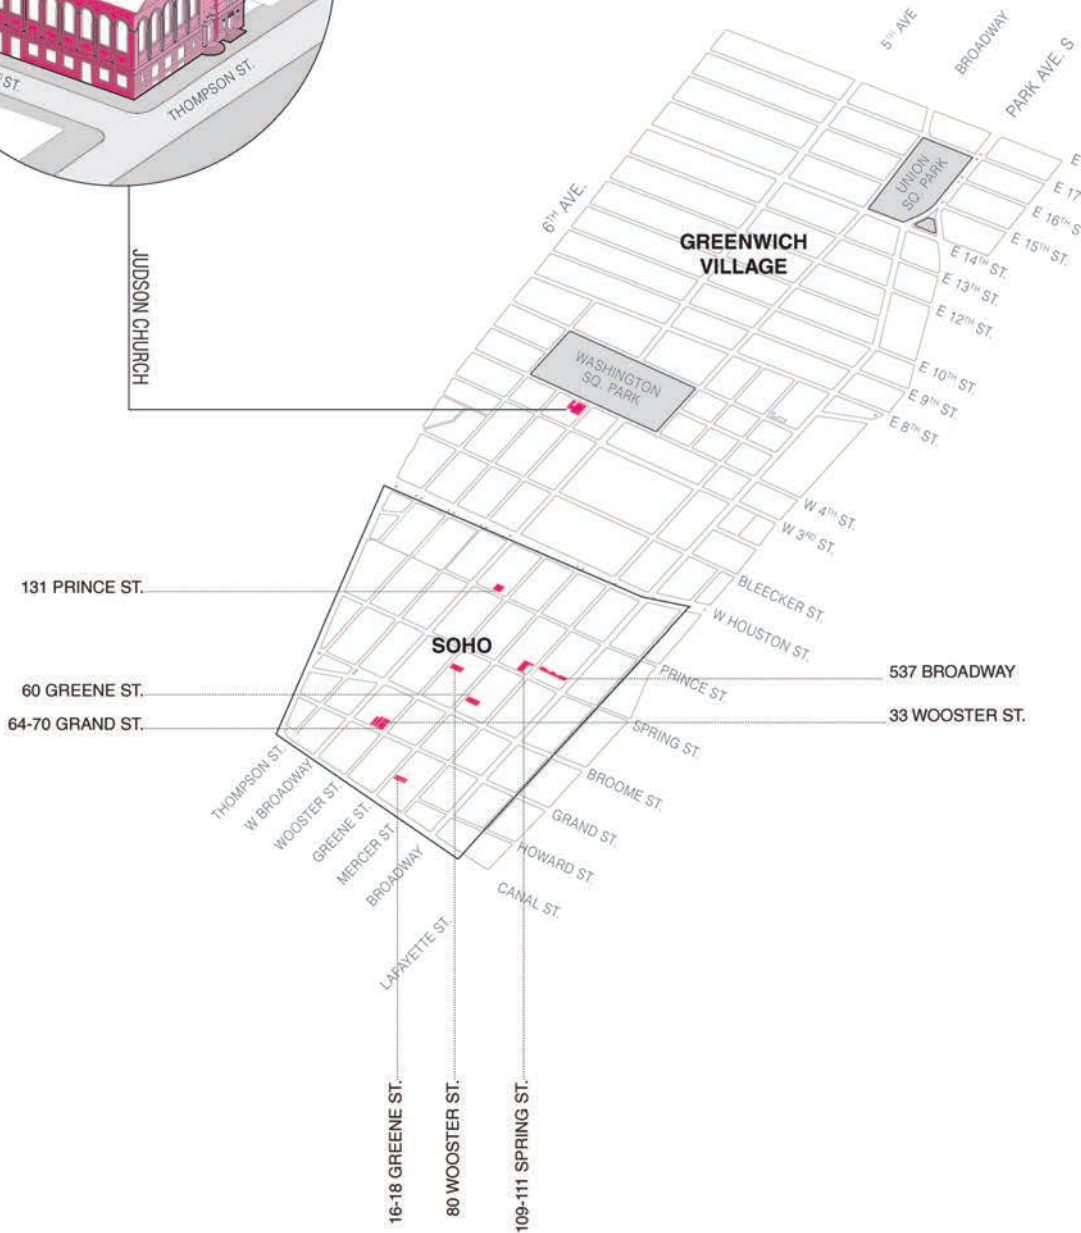 ST.
THOMPSON ST.
JUDSON CHURCH
5TH AVE
BROADWAY
PARK AVE. S
6TH AVE.
UNION
SQ. PARK
E
E 17
E 16TH S
E 15TH ST.
E 14TH ST.
E 13TH ST.
E 12TH ST.
E 10TH ST.
E 9TH ST.
E 8TH ST.
GREENWICH
VILLAGE
WASHINGTON
SQ. PARK
W 4TH ST.
W 3RD ST.
BLEECKER ST.
W HOUSTON ST.
131 PRINCE ST.
SOHO
60 GREENE ST.
64-70 GRAND ST.
537 BROADWAY
33 WOOSTER ST.
PRINCE ST
SPRING ST.
BROOME ST.
GRAND ST.
HOWARD ST.
CANAL ST.
THOMPSON ST.
W BROADWAY
WOOSTER ST.
GREENE ST.
MERCER ST.
BROADWAY
LAFAYETTE ST.
16-18 GREENE ST.
80 WOOSTER ST.
109-111 SPRING ST.